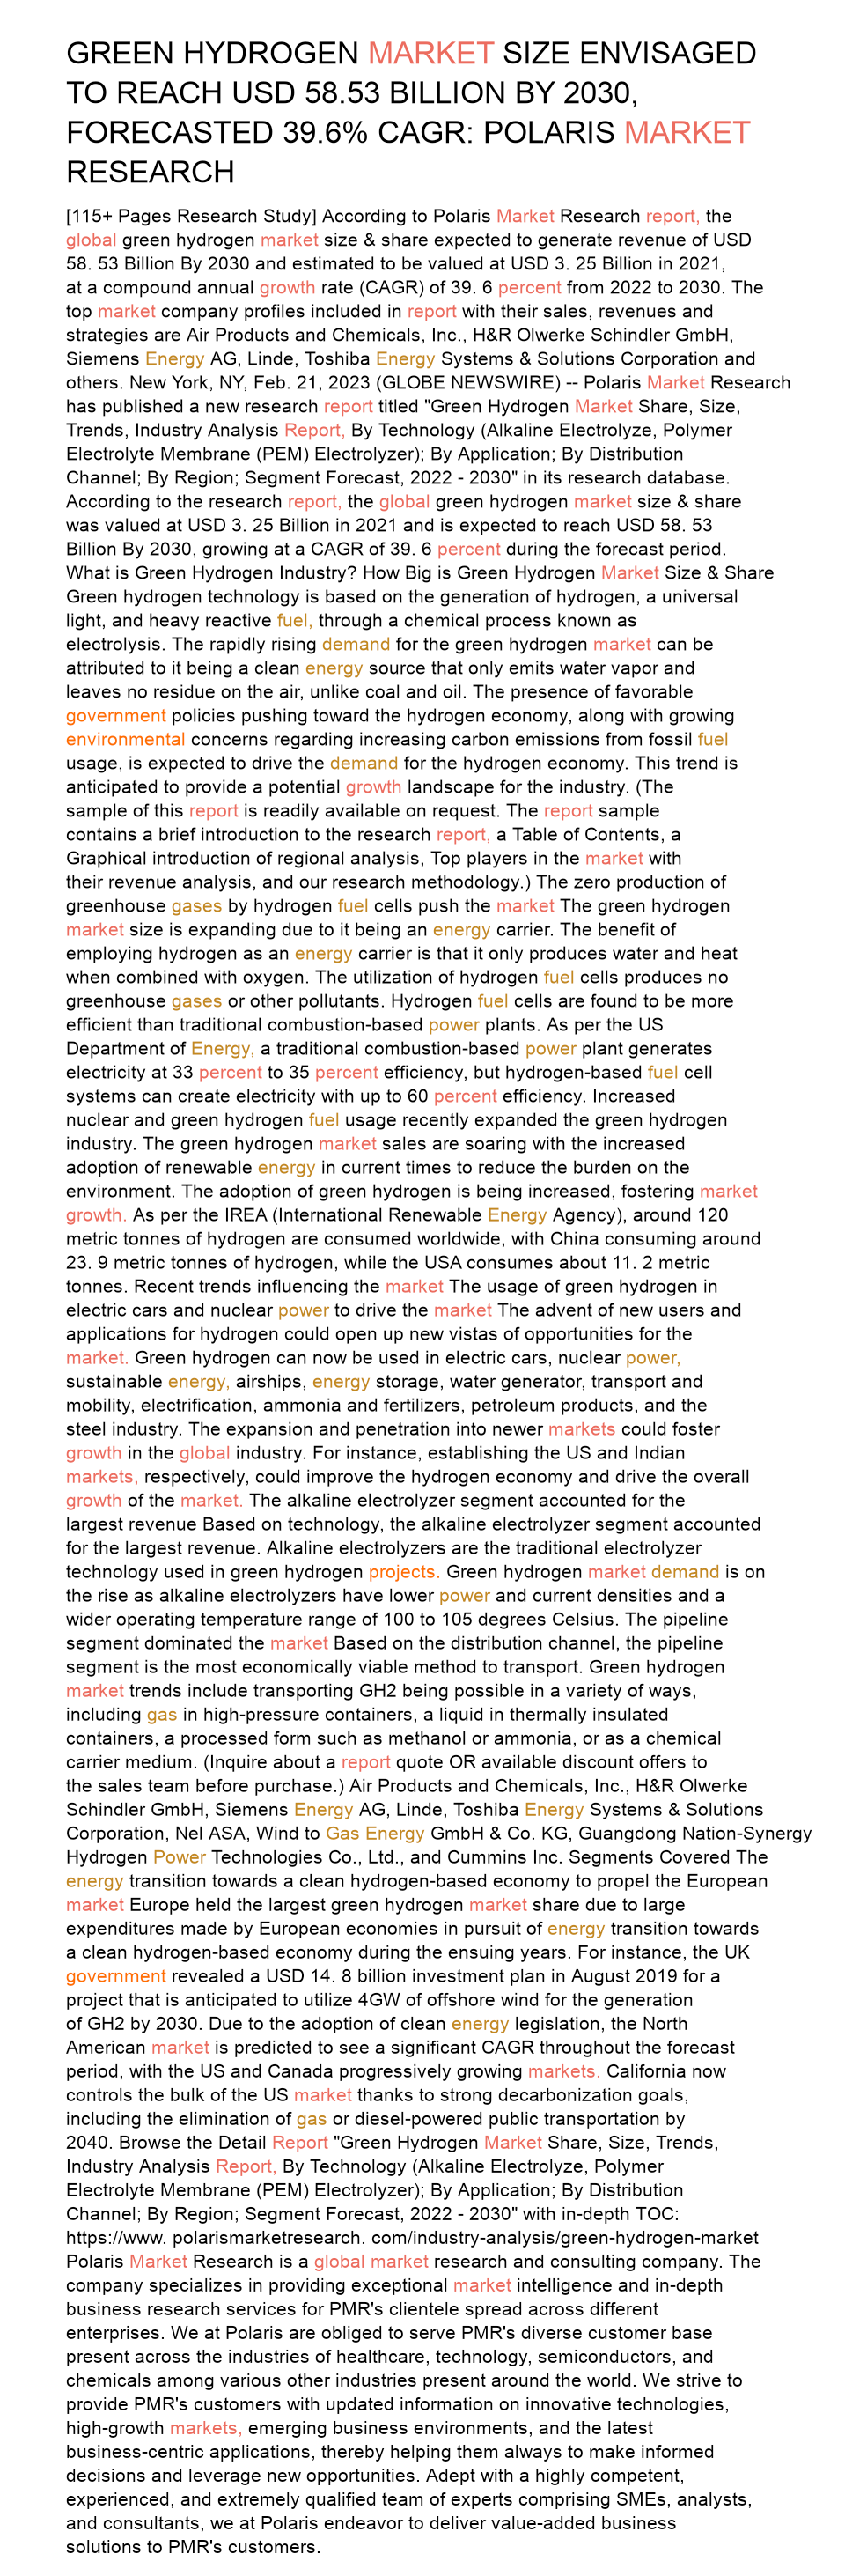 GREEN HYDROGEN MARKET SIZE ENVISAGED
TO REACH USD 58.53 BILLION BY 2030,
FORECASTED 39.6% CAGR: POLARIS MARKET
RESEARCH
[115+ Pages Research Study] According to Polaris Market Research report, the
global green hydrogen market size & share expected to generate revenue of USD
58. 53 Billion By 2030 and estimated to be valued at USD 3. 25 Billion in 2021,
at a compound annual growth rate (CAGR) of 39. 6 percent from 2022 to 2030. The
top market company profiles included in report with their sales, revenues and
strategies are Air Products and Chemicals, Inc., H&R Olwerke Schindler GmbH,
Siemens Energy AG, Linde, Toshiba Energy Systems & Solutions Corporation and
others. New York, NY, Feb. 21, 2023 (GLOBE NEWSWIRE) -- Polaris Market Research
has published a new research report titled "Green Hydrogen Market Share, Size,
Trends, Industry Analysis Report, By Technology (Alkaline Electrolyze, Polymer
Electrolyte Membrane (PEM) Electrolyzer); By Application; By Distribution
Channel; By Region; Segment Forecast, 2022 - 2030" in its research database.
According to the research report, the global green hydrogen market size & share
was valued at USD 3. 25 Billion in 2021 and is expected to reach USD 58. 53
Billion By 2030, growing at a CAGR of 39. 6 percent during the forecast period.
What is Green Hydrogen Industry? How Big is Green Hydrogen Market Size & Share
Green hydrogen technology is based on the generation of hydrogen, a universal
light, and heavy reactive fuel, through a chemical process known as
electrolysis. The rapidly rising demand for the green hydrogen market can be
attributed to it being a clean energy source that only emits water vapor and
leaves no residue on the air, unlike coal and oil. The presence of favorable
government policies pushing toward the hydrogen economy, along with growing
environmental concerns regarding increasing carbon emissions from fossil fuel
usage, is expected to drive the demand for the hydrogen economy. This trend is
anticipated to provide a potential growth landscape for the industry. (The
sample of this report is readily available on request. The report sample
contains a brief introduction to the research report, a Table of Contents, a
Graphical introduction of regional analysis, Top players in the market with
their revenue analysis, and our research methodology.) The zero production of
greenhouse gases by hydrogen fuel cells push the market The green hydrogen
market size is expanding due to it being an energy carrier. The benefit of
employing hydrogen as an energy carrier is that it only produces water and heat
when combined with oxygen. The utilization of hydrogen fuel cells produces no
greenhouse gases or other pollutants. Hydrogen fuel cells are found to be more
efficient than traditional combustion-based power plants. As per the US
Department of Energy, a traditional combustion-based power plant generates
electricity at 33 percent to 35 percent efficiency, but hydrogen-based fuel cell
systems can create electricity with up to 60 percent efficiency. Increased
nuclear and green hydrogen fuel usage recently expanded the green hydrogen
industry. The green hydrogen market sales are soaring with the increased
adoption of renewable energy in current times to reduce the burden on the
environment. The adoption of green hydrogen is being increased, fostering market
growth. As per the IREA (International Renewable Energy Agency), around 120
metric tonnes of hydrogen are consumed worldwide, with China consuming around
23. 9 metric tonnes of hydrogen, while the USA consumes about 11. 2 metric
tonnes. Recent trends influencing the market The usage of green hydrogen in
electric cars and nuclear power to drive the market The advent of new users and
applications for hydrogen could open up new vistas of opportunities for the
market. Green hydrogen can now be used in electric cars, nuclear power,
sustainable energy, airships, energy storage, water generator, transport and
mobility, electrification, ammonia and fertilizers, petroleum products, and the
steel industry. The expansion and penetration into newer markets could foster
growth in the global industry. For instance, establishing the US and Indian
markets, respectively, could improve the hydrogen economy and drive the overall
growth of the market. The alkaline electrolyzer segment accounted for the
largest revenue Based on technology, the alkaline electrolyzer segment accounted
for the largest revenue. Alkaline electrolyzers are the traditional electrolyzer
technology used in green hydrogen projects. Green hydrogen market demand is on
the rise as alkaline electrolyzers have lower power and current densities and a
wider operating temperature range of 100 to 105 degrees Celsius. The pipeline
segment dominated the market Based on the distribution channel, the pipeline
segment is the most economically viable method to transport. Green hydrogen
market trends include transporting GH2 being possible in a variety of ways,
including gas in high-pressure containers, a liquid in thermally insulated
containers, a processed form such as methanol or ammonia, or as a chemical
carrier medium. (Inquire about a report quote OR available discount offers to
the sales team before purchase.) Air Products and Chemicals, Inc., H&R Olwerke
Schindler GmbH, Siemens Energy AG, Linde, Toshiba Energy Systems & Solutions
Corporation, Nel ASA, Wind to Gas Energy GmbH & Co. KG, Guangdong Nation-Synergy
Hydrogen Power Technologies Co., Ltd., and Cummins Inc. Segments Covered The
energy transition towards a clean hydrogen-based economy to propel the European
market Europe held the largest green hydrogen market share due to large
expenditures made by European economies in pursuit of energy transition towards
a clean hydrogen-based economy during the ensuing years. For instance, the UK
government revealed a USD 14. 8 billion investment plan in August 2019 for a
project that is anticipated to utilize 4GW of offshore wind for the generation
of GH2 by 2030. Due to the adoption of clean energy legislation, the North
American market is predicted to see a significant CAGR throughout the forecast
period, with the US and Canada progressively growing markets. California now
controls the bulk of the US market thanks to strong decarbonization goals,
including the elimination of gas or diesel-powered public transportation by
2040. Browse the Detail Report "Green Hydrogen Market Share, Size, Trends,
Industry Analysis Report, By Technology (Alkaline Electrolyze, Polymer
Electrolyte Membrane (PEM) Electrolyzer); By Application; By Distribution
Channel; By Region; Segment Forecast, 2022 - 2030" with in-depth TOC:
https://www. polarismarketresearch. com/industry-analysis/green-hydrogen-market
Polaris Market Research is a global market research and consulting company. The
company specializes in providing exceptional market intelligence and in-depth
business research services for PMR's clientele spread across different
enterprises. We at Polaris are obliged to serve PMR's diverse customer base
present across the industries of healthcare, technology, semiconductors, and
chemicals among various other industries present around the world. We strive to
provide PMR's customers with updated information on innovative technologies,
high-growth markets, emerging business environments, and the latest
business-centric applications, thereby helping them always to make informed
decisions and leverage new opportunities. Adept with a highly competent,
experienced, and extremely qualified team of experts comprising SMEs, analysts,
and consultants, we at Polaris endeavor to deliver value-added business
solutions to PMR's customers.